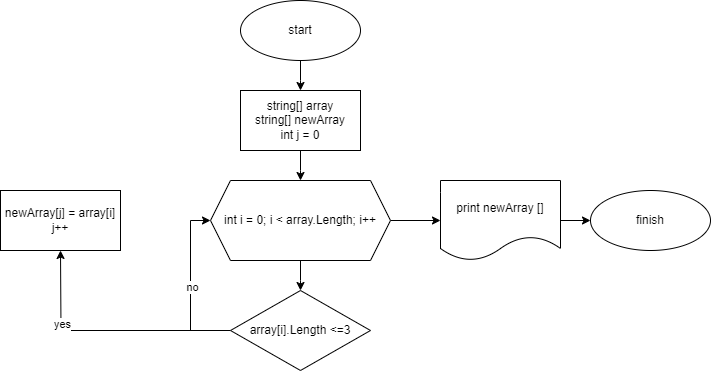 start
string[] array
string[] newArray
int j = 0
newArray[j] = array[i]
j++
int i = 0; i < array.Length; i++
print newArray []
finish
no
yes
array[i].Length <=3